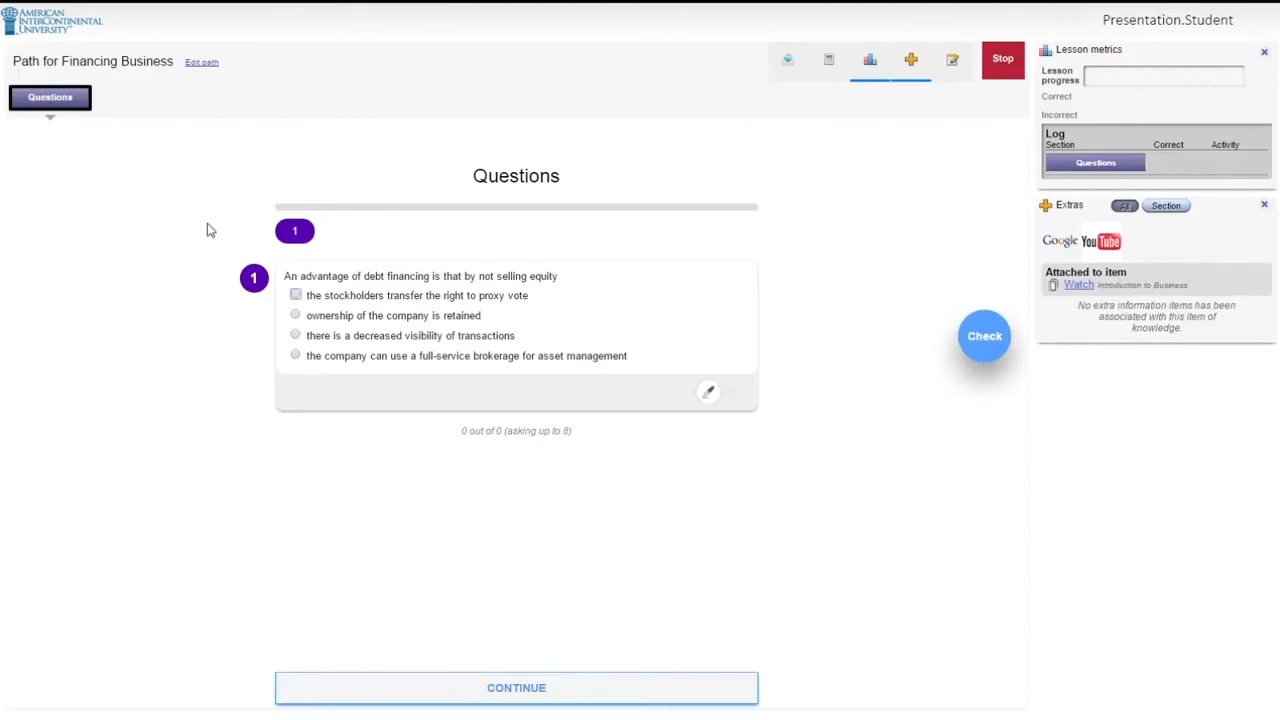 AMERICAN
INTERCONTINENTAL
UNIVERSITY
Presentation.Student
Path for Financing Business Edit path
Stop
Questions
Questions
1
1
An advantage of debt financing is that by not selling equity
the stockholders transfer the right to proxy vote
ownership of the company is retained
there is a decreased visibility of transactions
the company can use a full-service brokerage for asset management
0 out of 0 (asking up to 8)
Check
CONTINUE
Lesson metrics
Lesson
progress
Correct
Incorrect
Log
Section Correct Activity
Questions
Extras All Section
Google YouTube
Attached to item
Watch Introduction to Business
No extra information items has been
associated with this item of
knowledge.